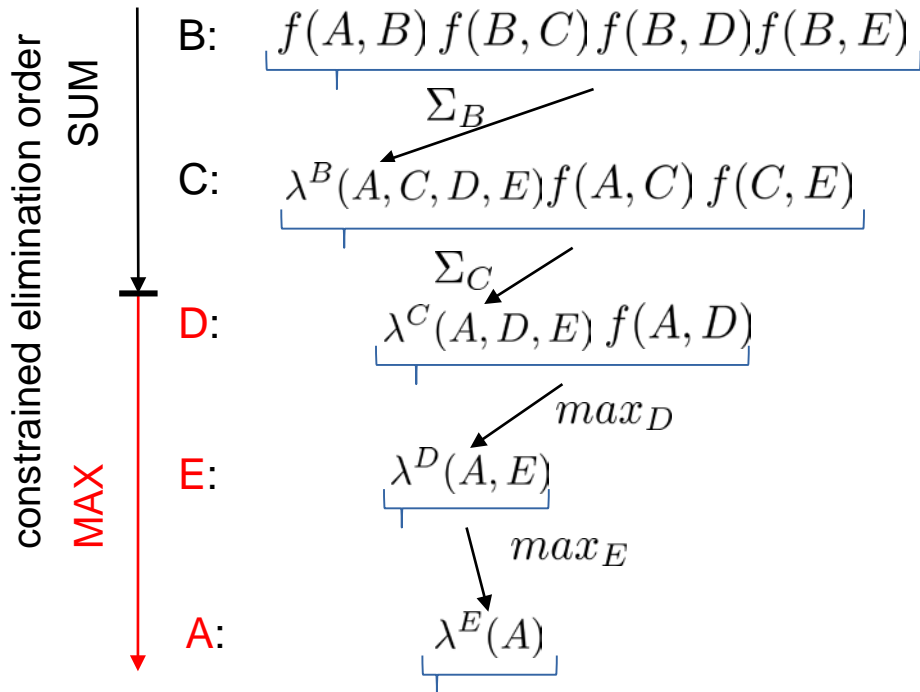 constrained elimination order
SUM
MAX
B: f(A, B) f(B, C) f(B, D) f(B, E)
Σ_B
C: λ^B(A, C, D, E) f(A, C) f(C, E)
Σ_C
D: λ^C(A, D, E) f(A, D)
max_D
E: λ^D(A, E)
max_E
A: λ^E(A)